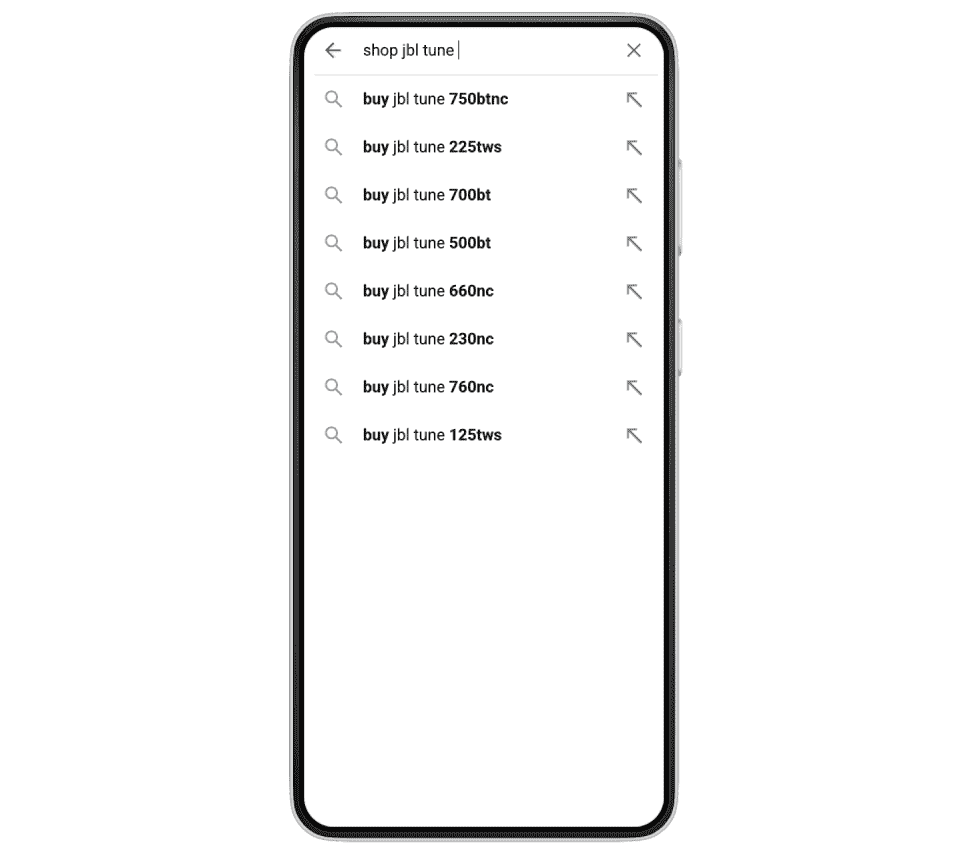 shop jbl tune
buy jbl tune 750btnc
buy jbl tune 225tws
buy jbl tune 700bt
buy jbl tune 500bt
buy jbl tune 660nc
buy jbl tune 230nc
buy jbl tune 760nc
buy jbl tune 125tws